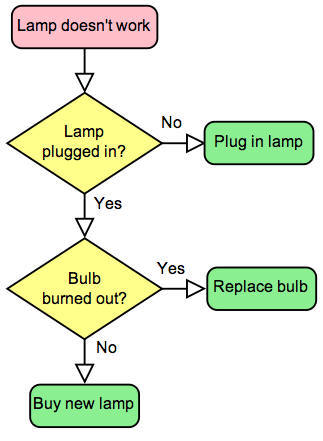 Lamp doesn't work
Lamp
plugged in?
No
Plug in lamp
Yes
Bulb
burned out?
Yes
Replace bulb
No
Buy new lamp